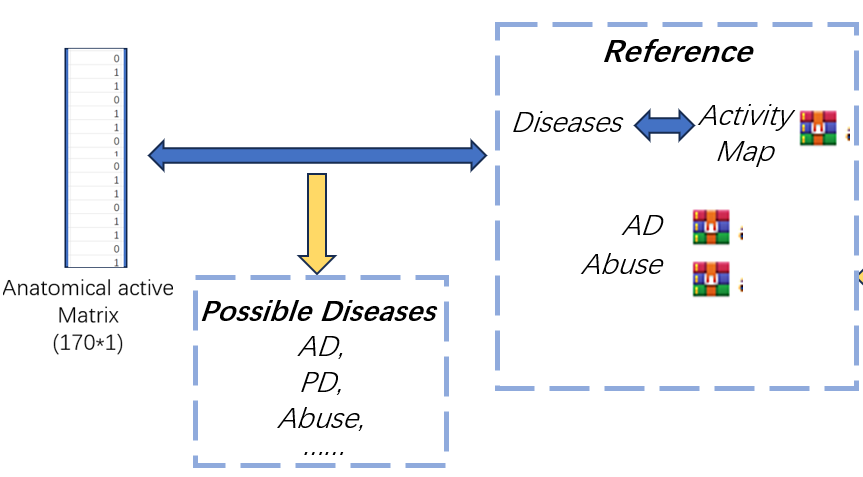 0
1
1
0
1
1
0
1
0
1
1
0
1
1
0
1
Anatomical active
Matrix
(170*1)
Possible Diseases
AD,
PD,
Abuse,
......
Reference
Diseases
Activity
Map
AD
Abuse